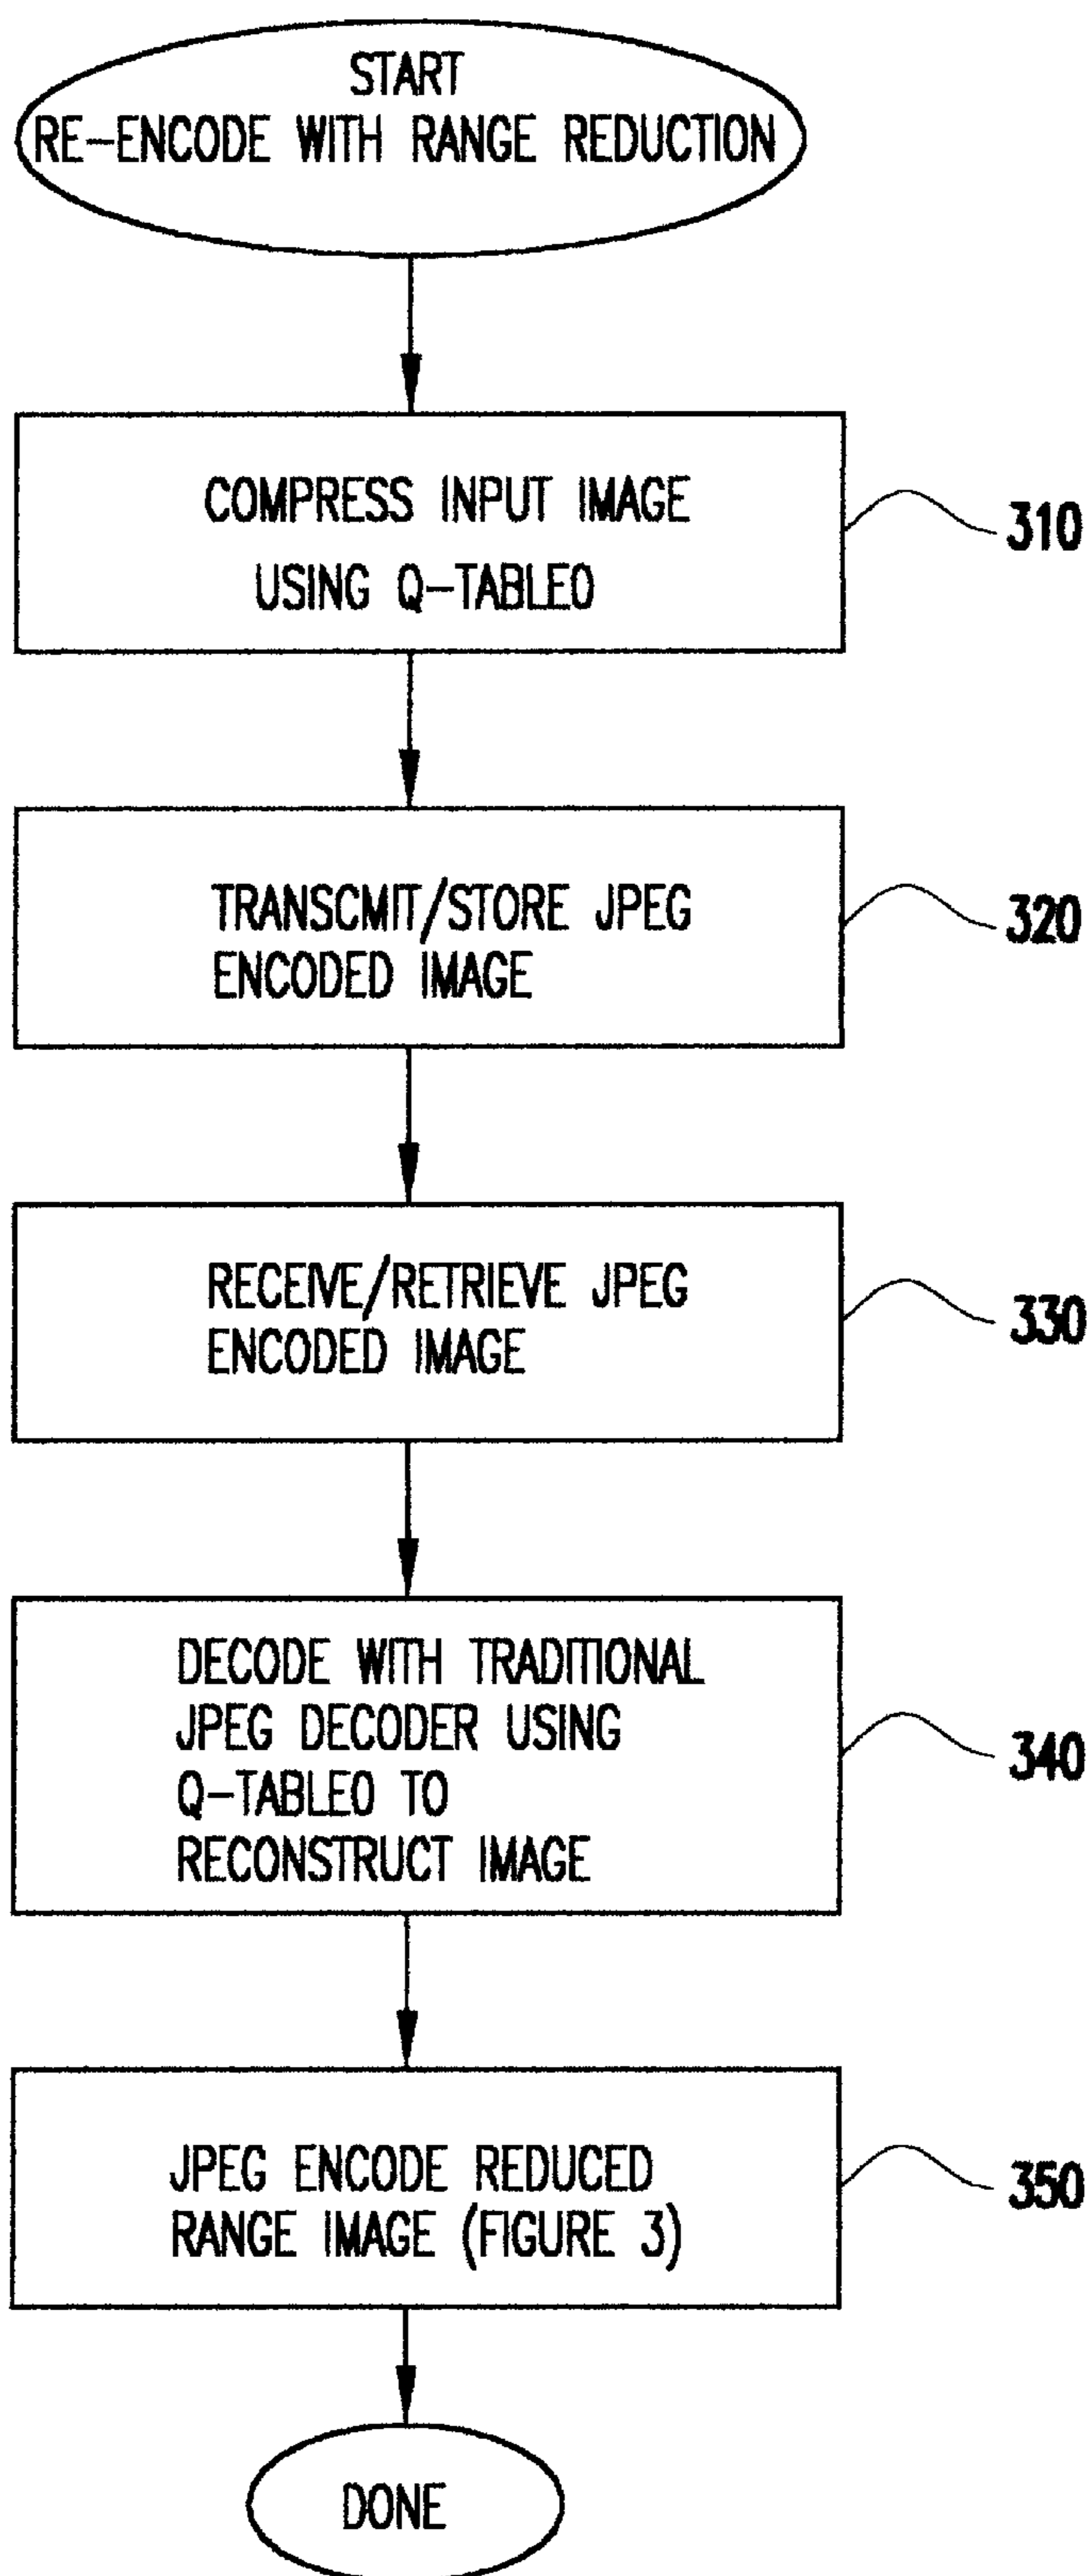 START
RE-ENCODE WITH RANGE REDUCTION
COMPRESS INPUT IMAGE
USING Q-TABLE0
310
TRANSCMIT/STORE JPEG
ENCODED IMAGE
320
RECEIVE/RETRIEVE JPEG
ENCODED IMAGE
330
DECODE WITH TRADITIONAL
JPEG DECODER USING
Q-TABLE0 TO
RECONSTRUCT IMAGE
340
JPEG ENCODE REDUCED
RANGE IMAGE (FIGURE 3)
350
DONE